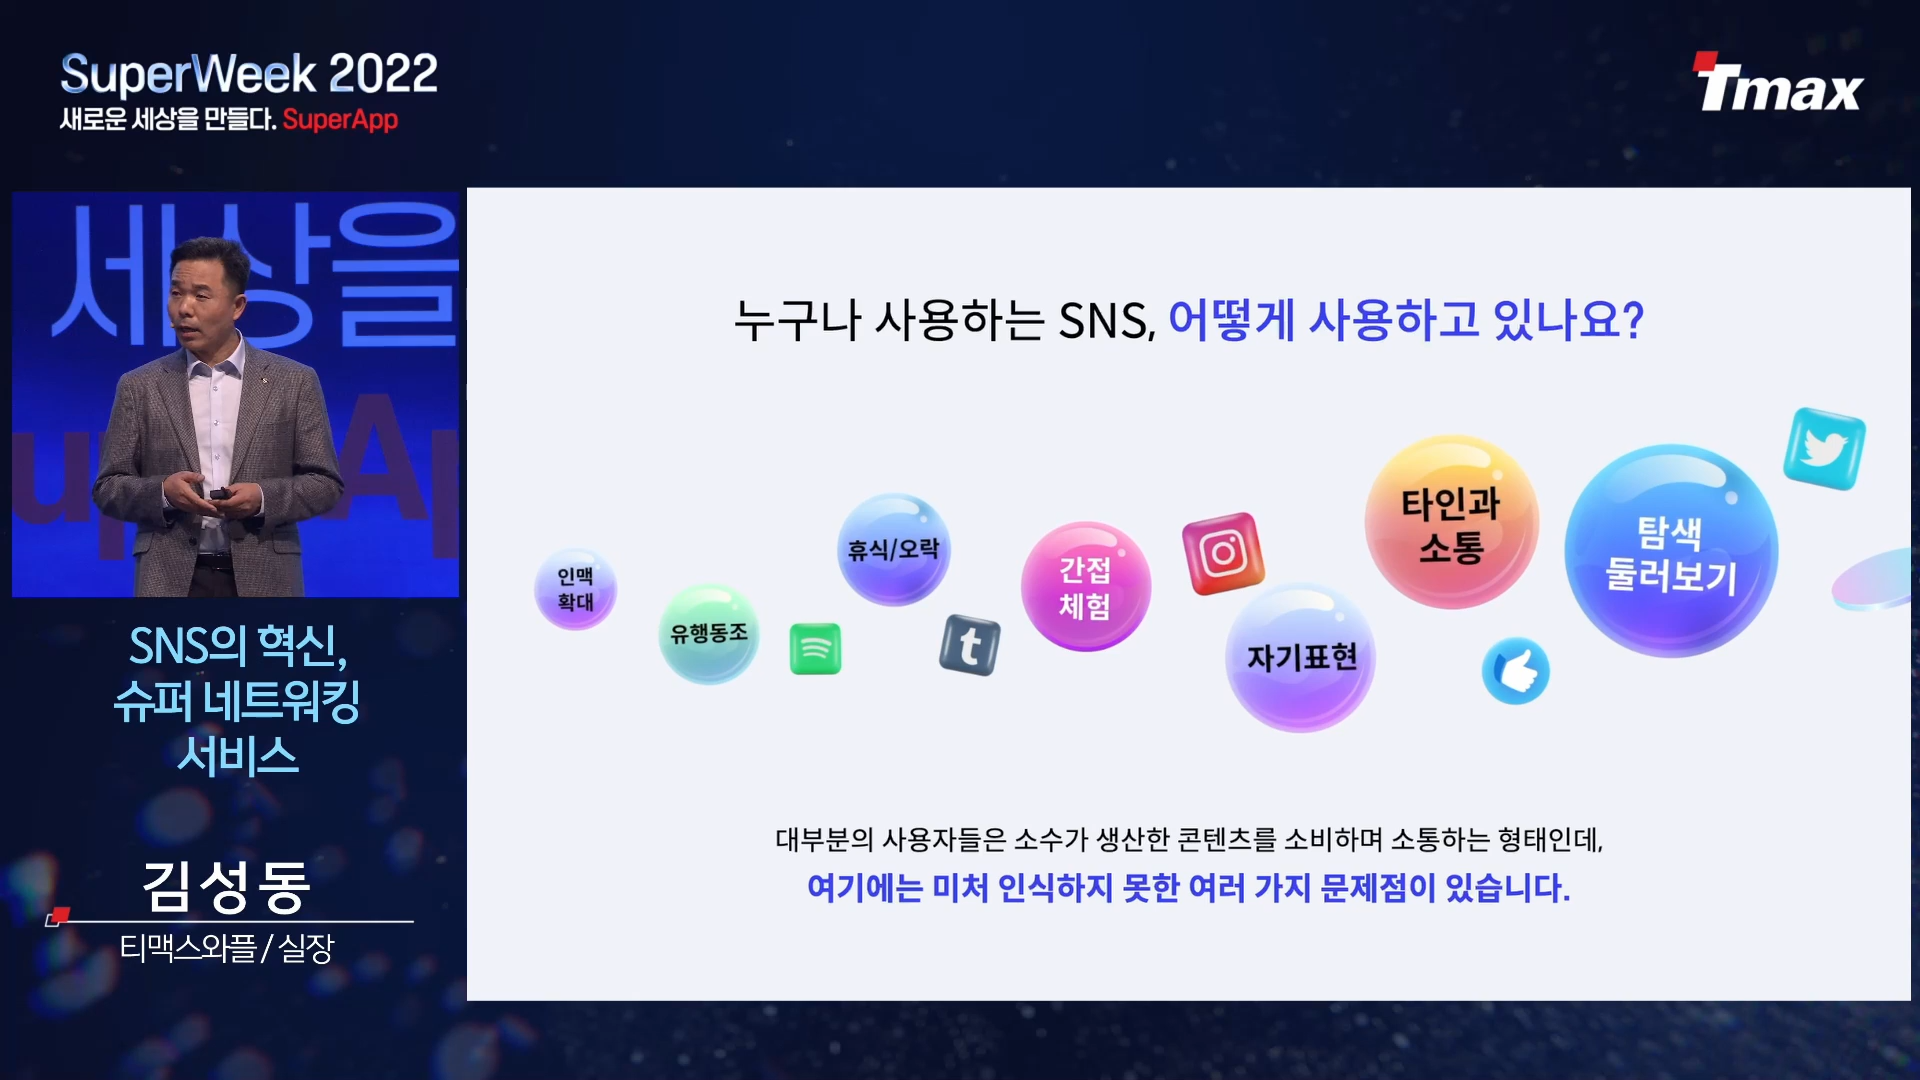 SuperWeek 2022
새로운 세상을 만들다. SuperApp
Tmax
세상을
up Ap
SNS의 혁신,
슈퍼 네트워킹
서비스
김성동
티맥스와플 / 실장
누구나 사용하는 SNS, 어떻게 사용하고 있나요?
인맥
확대
유행동조
휴식/오락
t
간접
체험
자기표현
타인과
소통
탐색
둘러보기
대부분의 사용자들은 소수가 생산한 콘텐츠를 소비하며 소통하는 형태인데,
여기에는 미처 인식하지 못한 여러 가지 문제점이 있습니다.